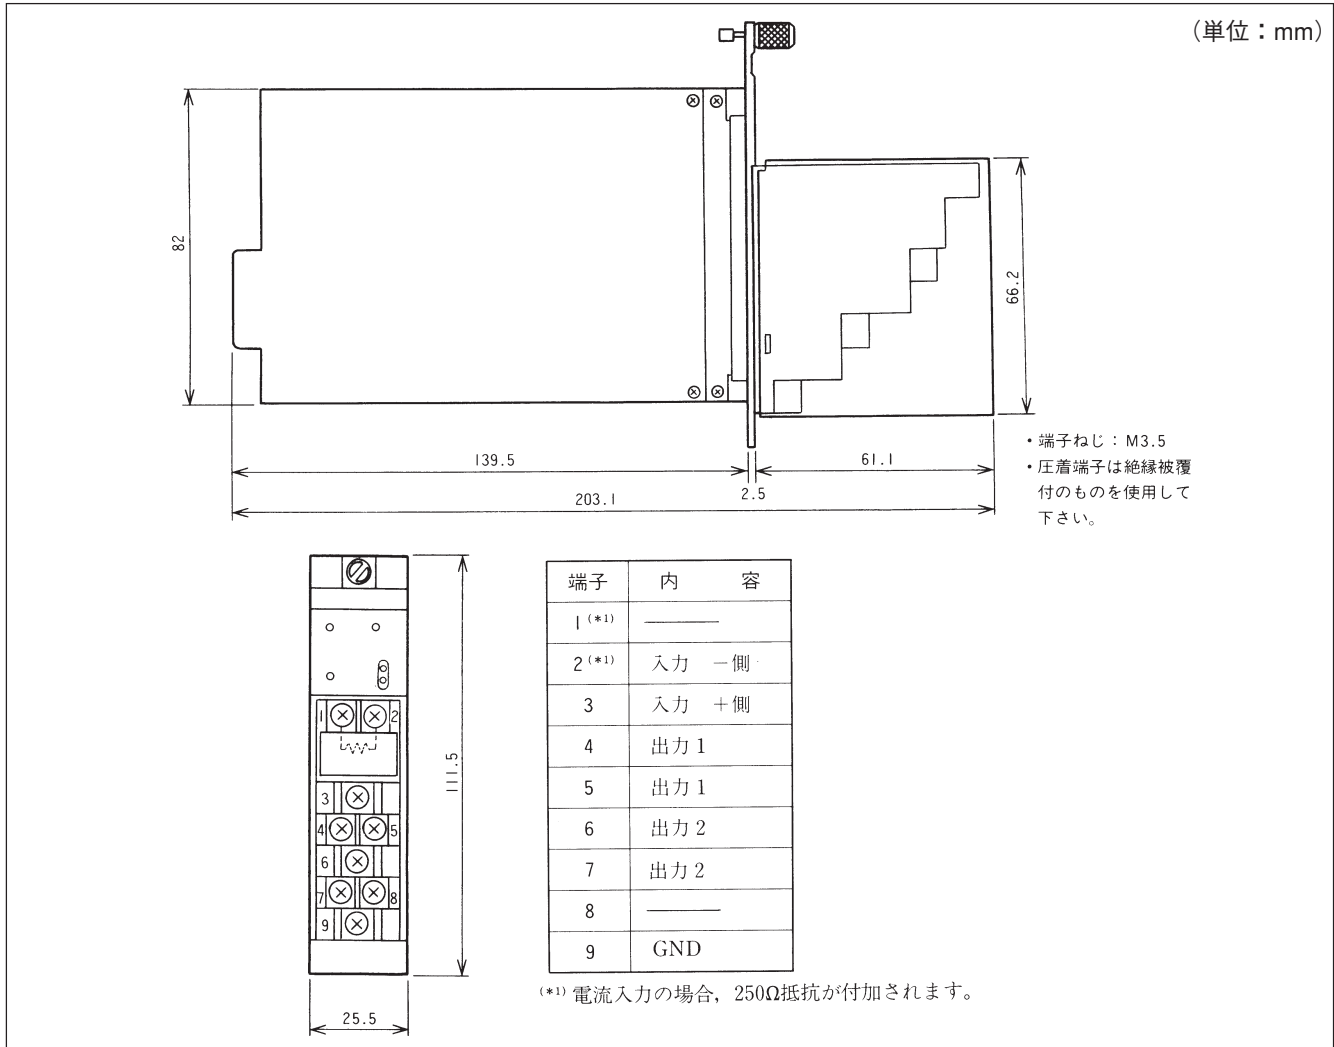 （単位：mm）
82
66.2
139.5
61.1
2.5
203.1
・端子ねじ：M3.5
・圧着端子は絶縁被覆
付のものを使用して
下さい。
111.5
25.5
1 2
3
4 5
6
7 8
9
端子 内 容
1(*1) ———
2(*1) 入力 －側
3 入力 ＋側
4 出力1
5 出力1
6 出力2
7 出力2
8 ———
9 GND
(*1) 電流入力の場合，250Ω抵抗が付加されます。